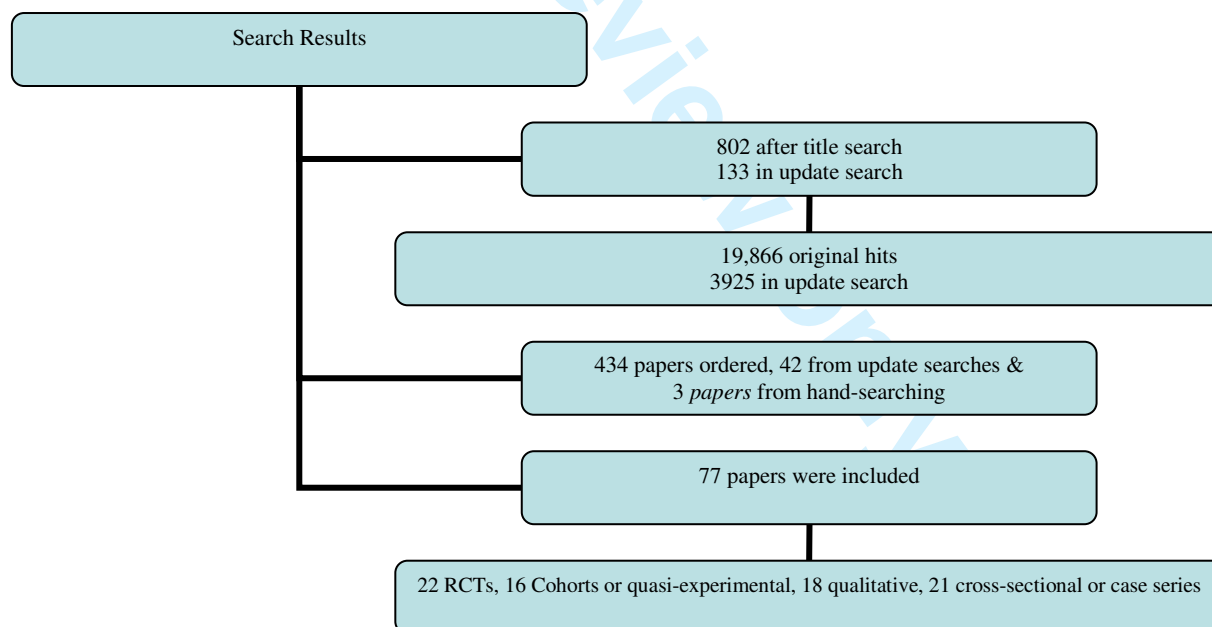 Search Results
802 after title search
133 in update search
19,866 original hits
3925 in update search
434 papers ordered, 42 from update searches &
3 papers from hand-searching
77 papers were included
22 RCTs, 16 Cohorts or quasi-experimental, 18 qualitative, 21 cross-sectional or case series